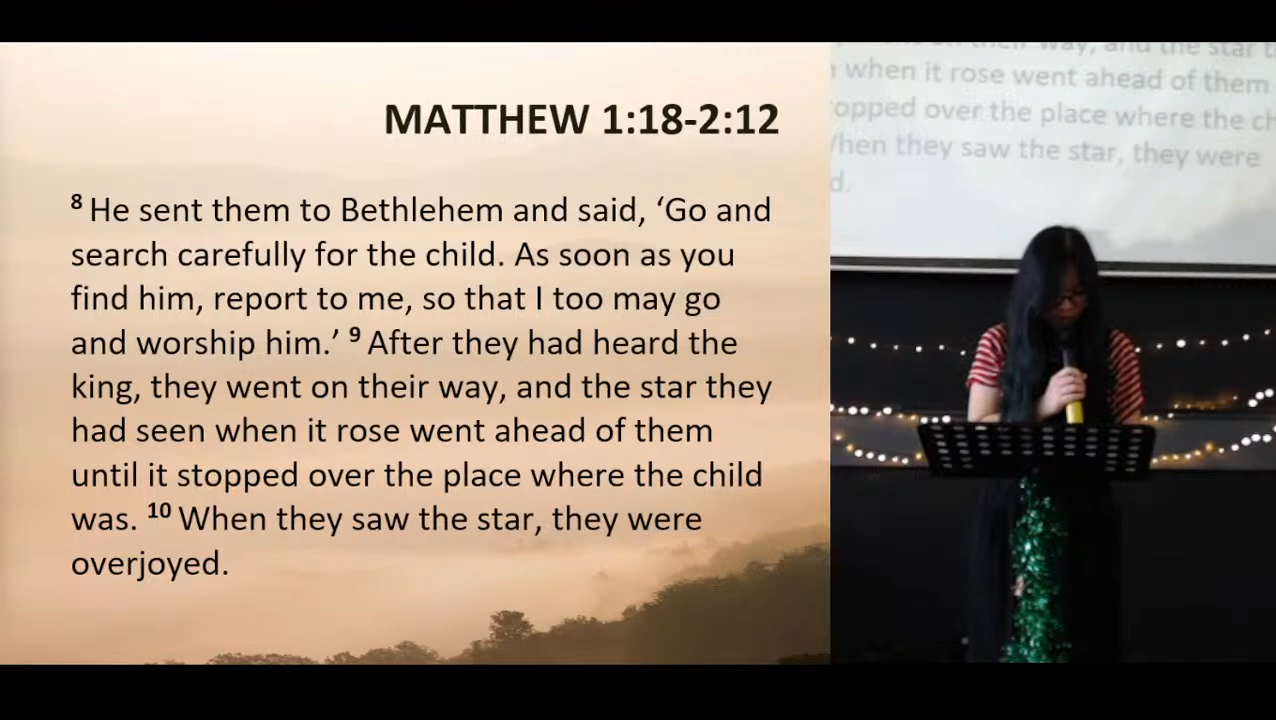 MATTHEW 1:18-2:12
⁸ He sent them to Bethlehem and said, ‘Go and
search carefully for the child. As soon as you
find him, report to me, so that I too may go
and worship him.’ ⁹ After they had heard the
king, they went on their way, and the star they
had seen when it rose went ahead of them
until it stopped over the place where the child
was. ¹⁰ When they saw the star, they were
overjoyed.
their way, and the star
when it rose went ahead of them
over the place where the
they saw the star, they were